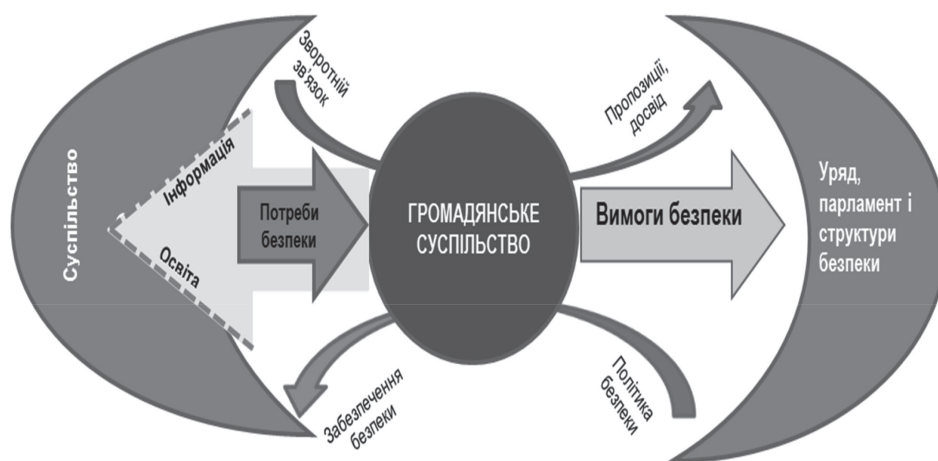 Суспільство
Інформація
Освіта
Зворотній
зв'язок
Потреби
безпеки
Забезпечення
безпеки
ГРОМАДЯНСЬКЕ
СУСПІЛЬСТВО
Пропозиції,
досвід
Вимоги безпеки
Політика
безпеки
Уряд,
парламент і
структури
безпеки